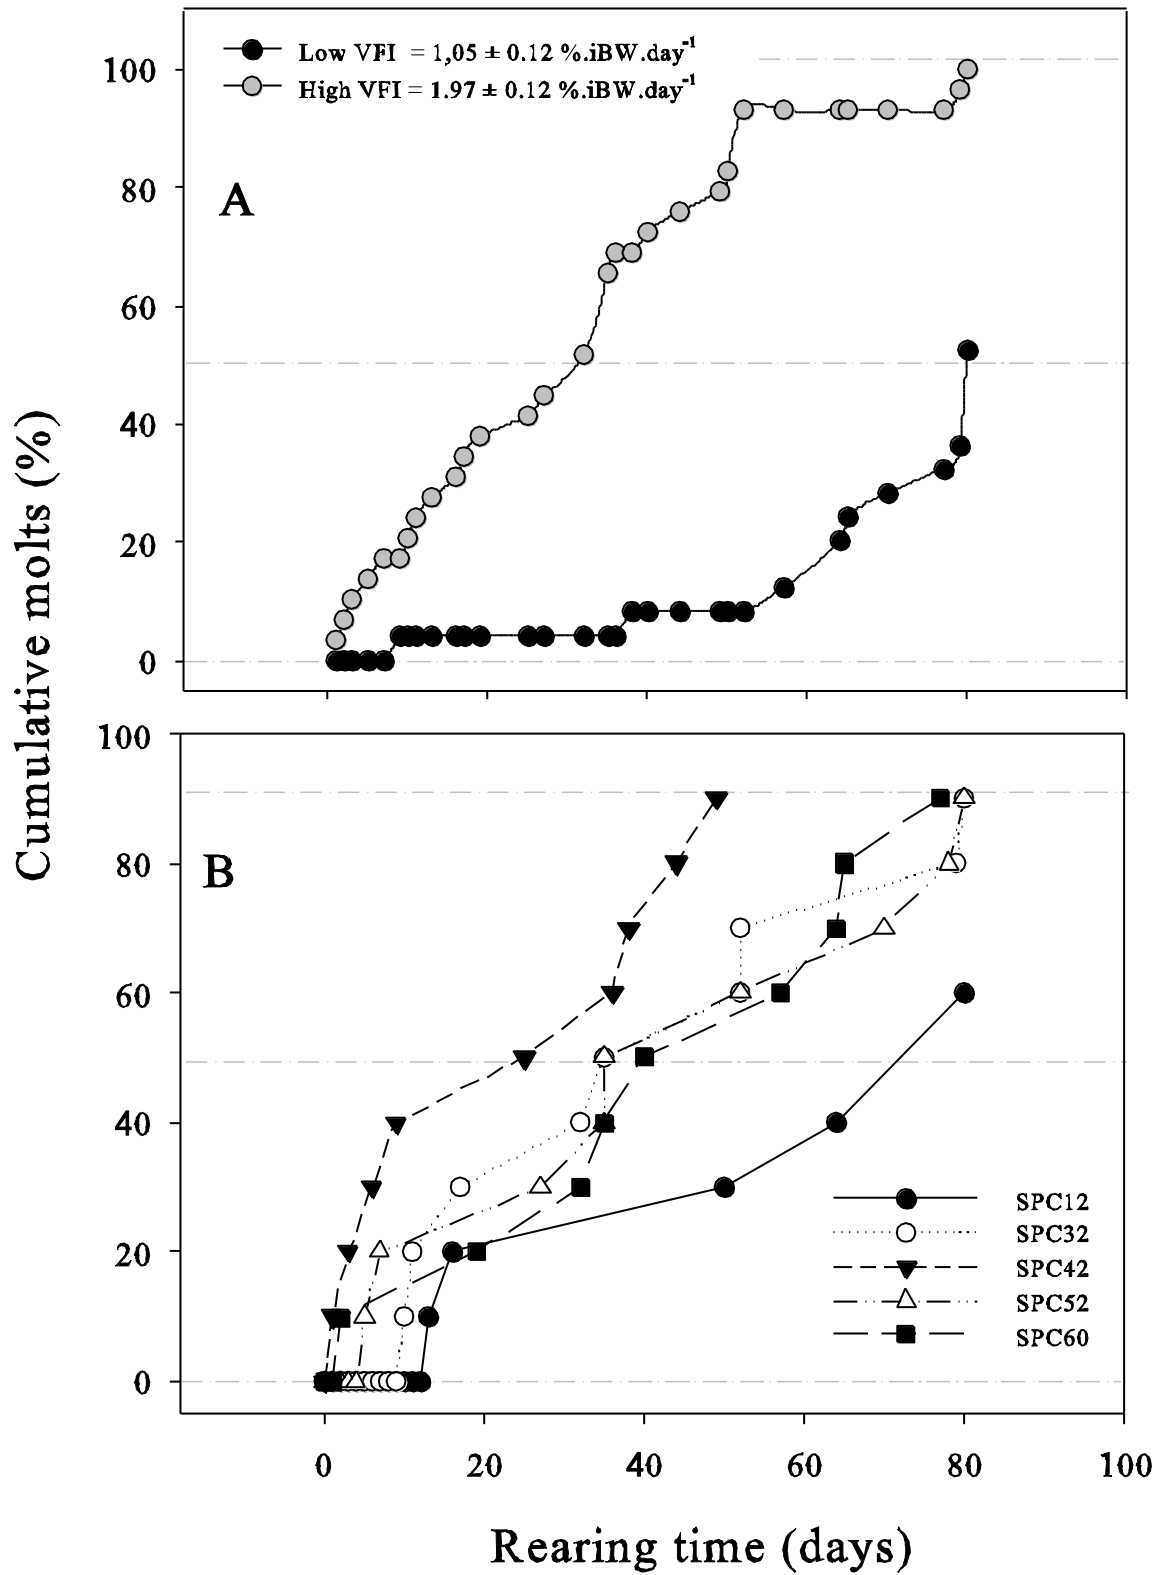 Low VFI = 1,05 ± 0.12 %.iBW.day-1
High VFI = 1.97 ± 0.12 %.iBW.day-1
100
A
80
60
40
20
0
Cumulative molts (%)
100
B
80
60
40
20
0
SPC12
SPC32
SPC42
SPC52
SPC60
0 20 40 60 80 100
Rearing time (days)